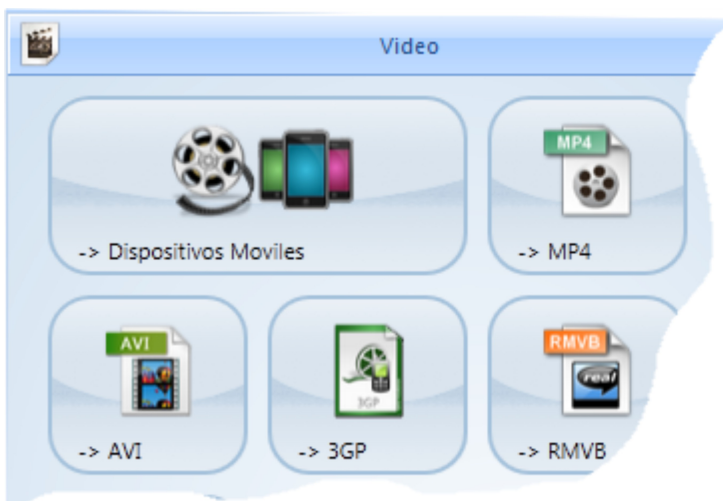 Video
MP4
-> Dispositivos Moviles
-> MP4
AVI
3GP
RMVB
real
-> AVI
-> 3GP
-> RMVB